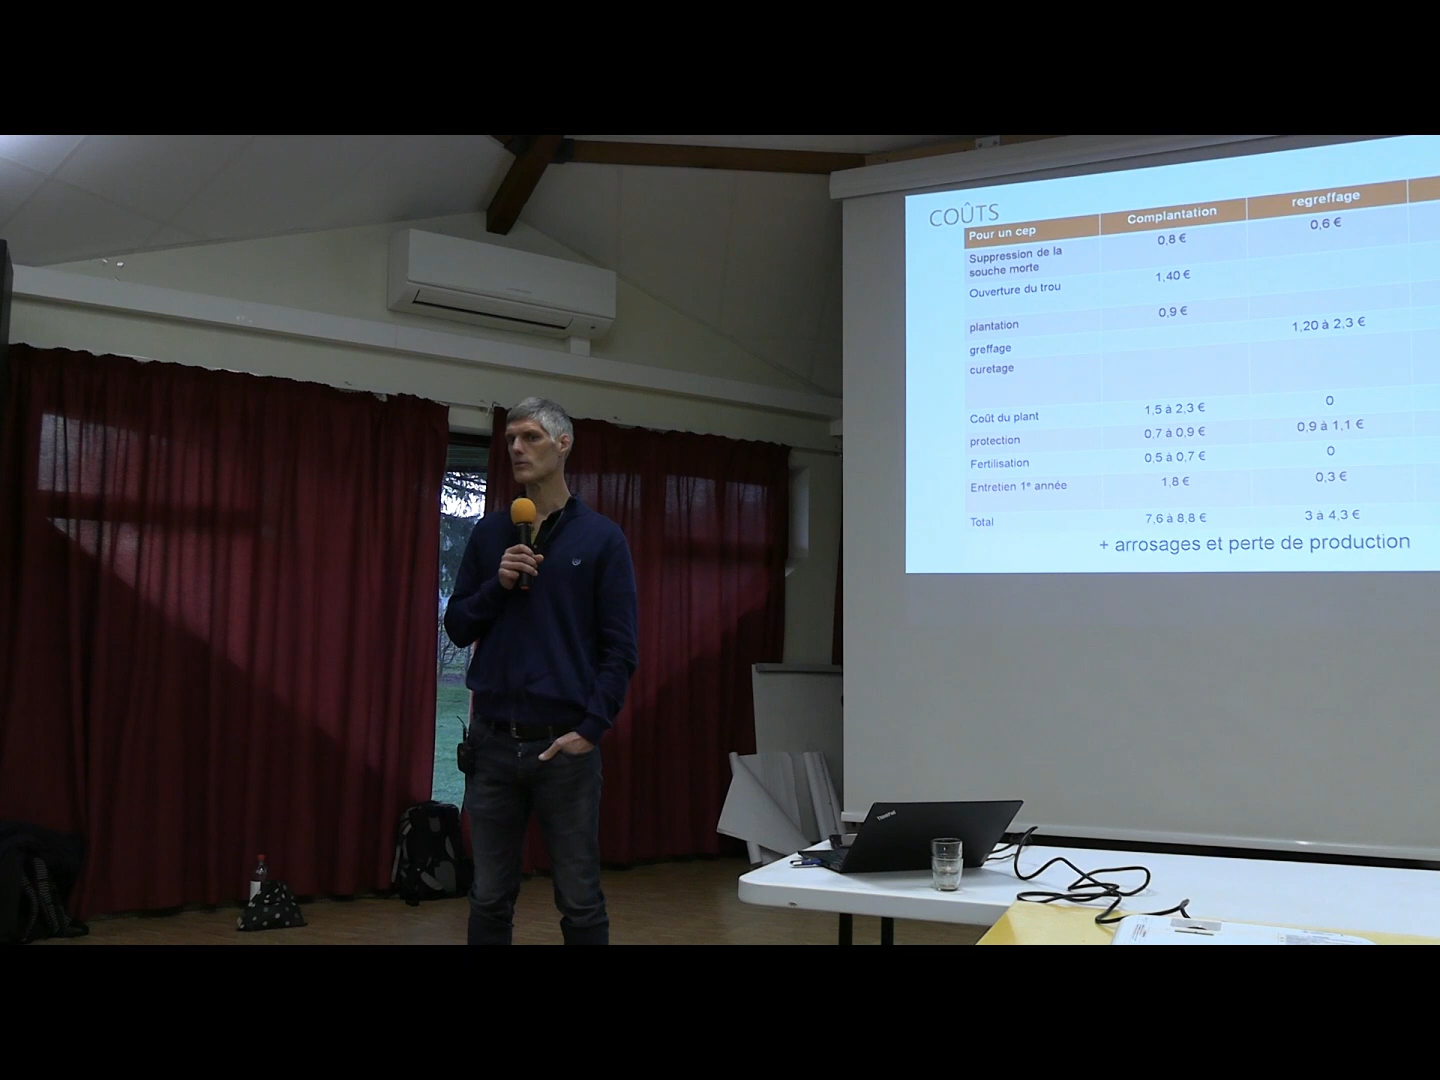 COÛTS
Pour un cep Complantation regreffage
Suppression de la souche morte 0,8 € 0,6 €
Ouverture du trou 1,40 €
plantation 0,9 €
greffage 1,20 à 2,3 €
curetage
Coût du plant 1,5 à 2,3 € 0
protection 0,7 à 0,9 € 0,9 à 1,1 €
Fertilisation 0,5 à 0,7 € 0
Entretien 1e année 1,8 € 0,3 €
Total 7,6 à 8,8 € 3 à 4,3 €
+ arrosages et perte de production
ThinkPad